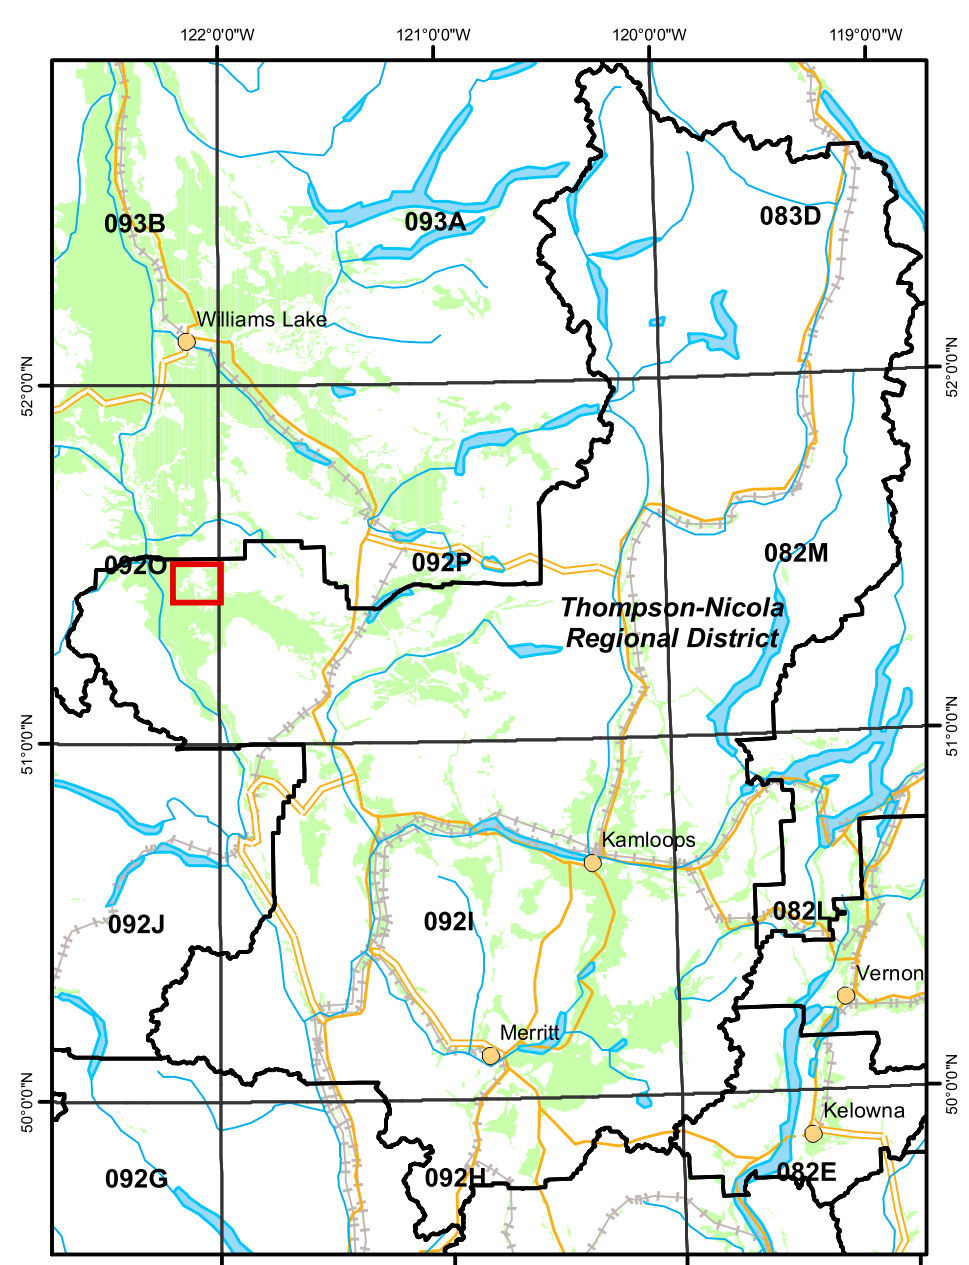 122°0'0"W
121°0'0"W
120°0'0"W
119°0'0"W
093B
093A
083D
Williams Lake
52°0'0"N
52°0'0"N
092O
092P
082M
Thompson-Nicola
Regional District
51°0'0"N
51°0'0"N
Kamloops
092J
092I
082L
Vernon
Merritt
50°0'0"N
50°0'0"N
Kelowna
092G
092H
082E